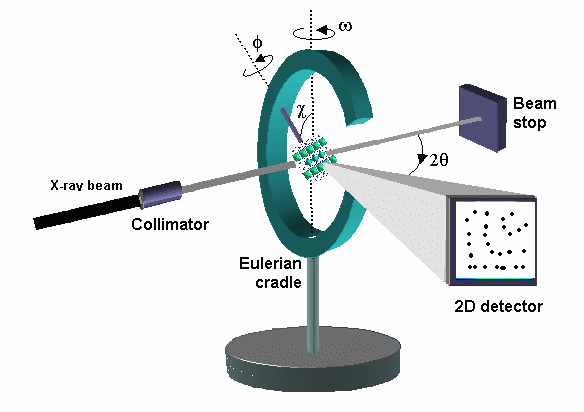 ω
ϕ
χ
Beam
stop
2θ
X-ray beam
Collimator
Eulerian
cradle
2D detector